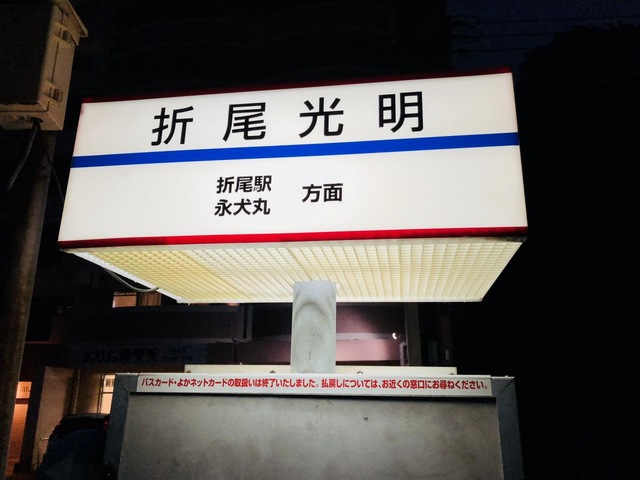 折尾光明
折尾駅
永犬丸
方面
バスカード・よかネットカードの取扱いは終了いたしました。払戻しについては、お近くの窓口にお尋ねください。